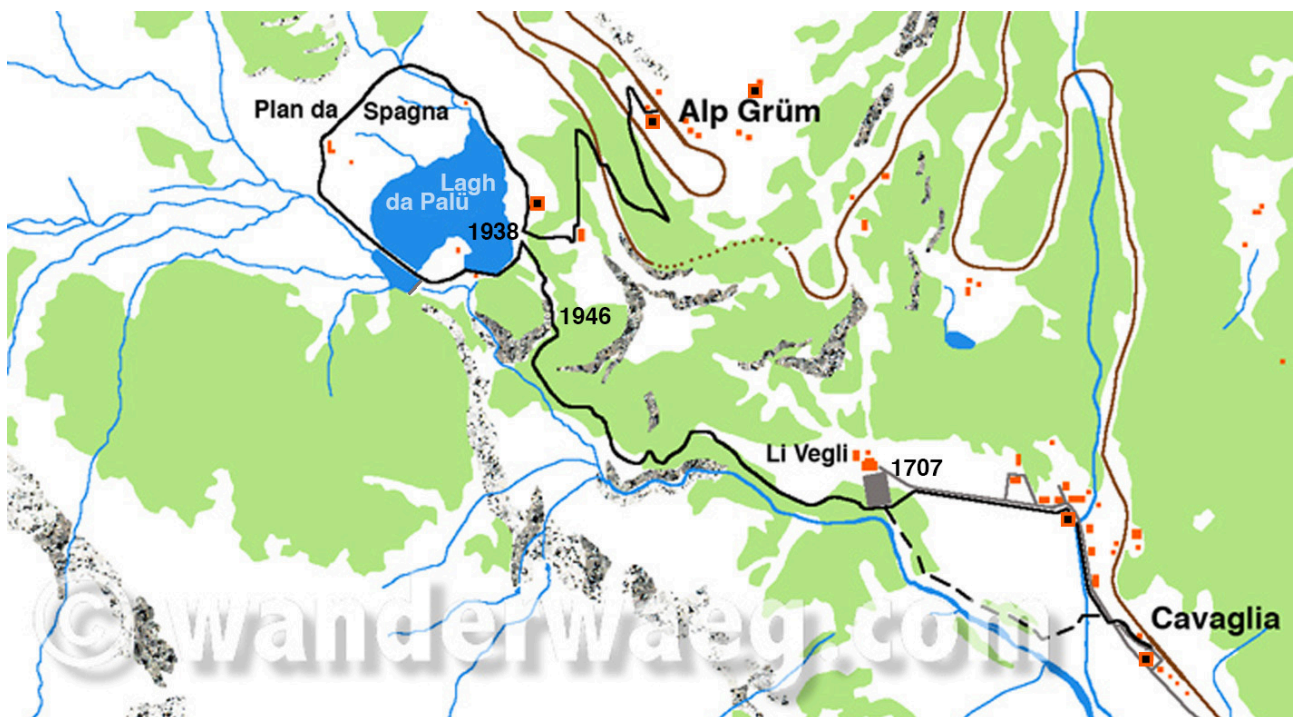 Plan da Spagna
Alp Grüm
Lagh
da Palü
1938
1946
Li Vegli
1707
Cavaglia
© wanderwaeg.com